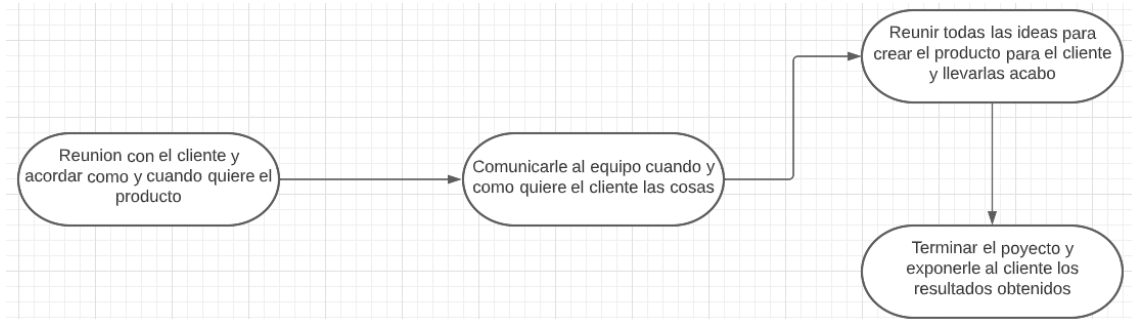 Reunion con el cliente y
acordar como y cuando quiere el
producto
Comunicarle al equipo cuando y
como quiere el cliente las cosas
Reunir todas las ideas para
crear el producto para el cliente
y llevarlas acabo
Terminar el poyecto y
exponerle al cliente los
resultados obtenidos